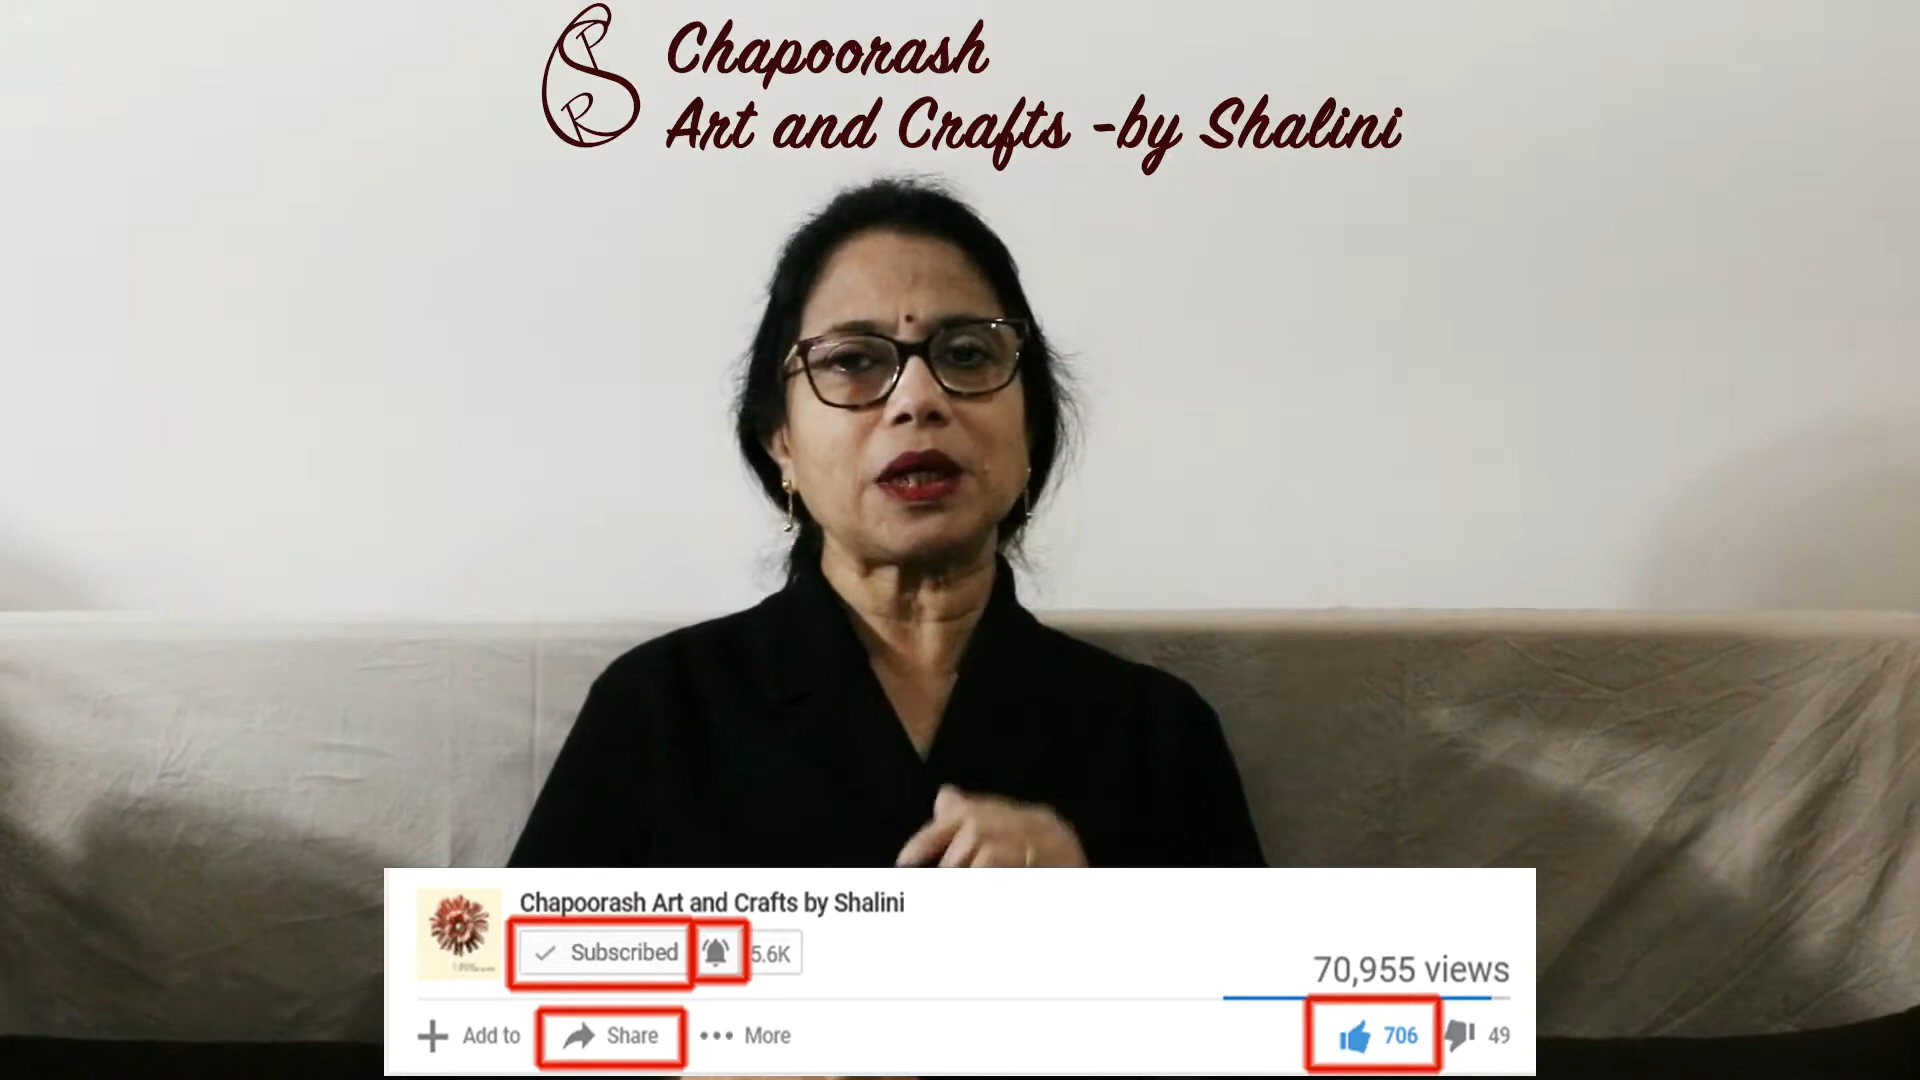 Chapoorash
Art and Crafts -by Shalini
Chapoorash Art and Crafts by Shalini
Subscribed 5.6K
70,955 views
Add to Share More 706 49